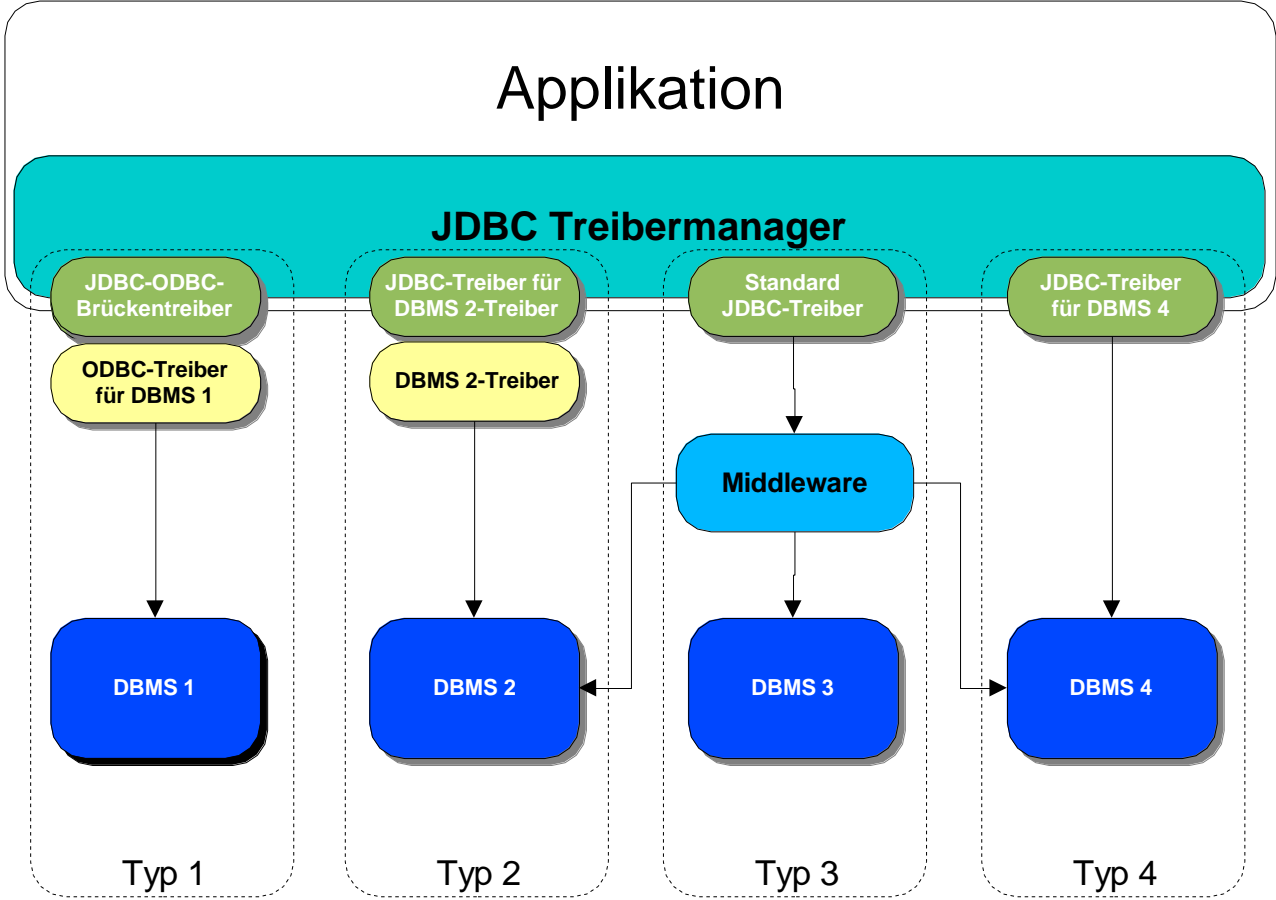 Applikation
JDBC Treibermanager
JDBC-ODBC-
Brückentreiber
JDBC-Treiber für
DBMS 2-Treiber
Standard
JDBC-Treiber
JDBC-Treiber
für DBMS 4
ODBC-Treiber
für DBMS 1
DBMS 2-Treiber
Middleware
DBMS 1
DBMS 2
DBMS 3
DBMS 4
Typ 1
Typ 2
Typ 3
Typ 4